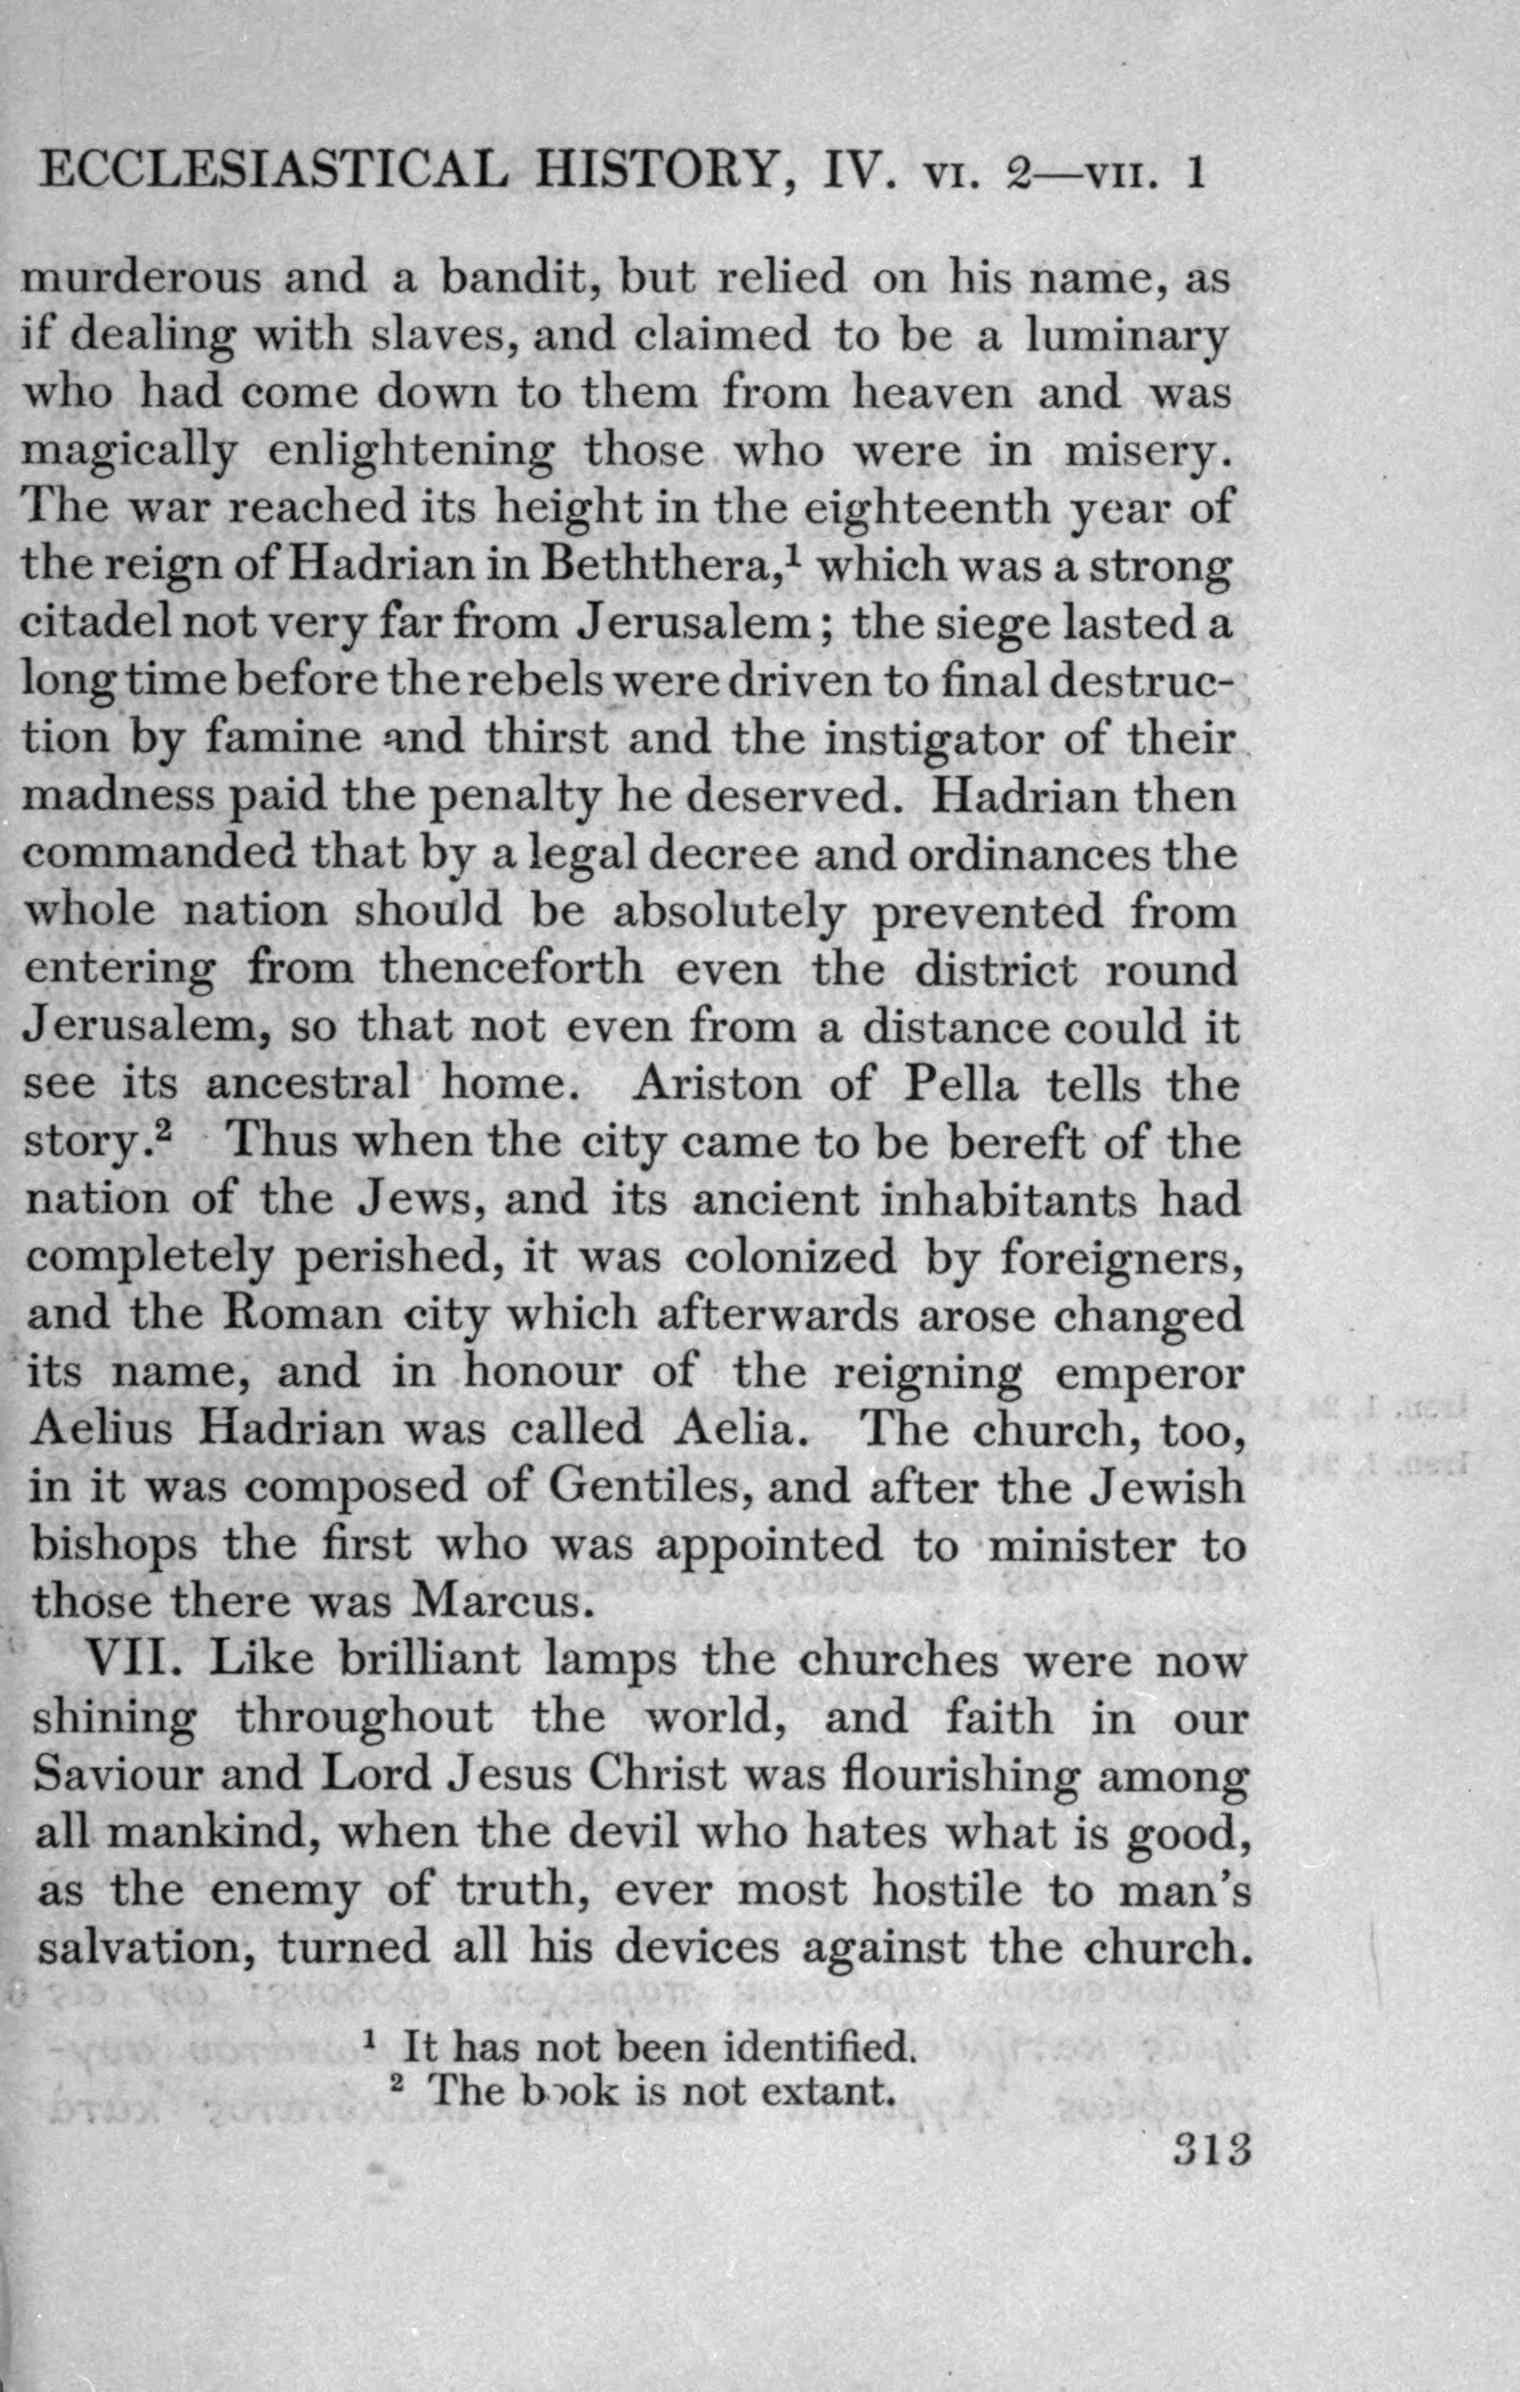 ECCLESIASTICAL HISTORY, IV. VI. 2—VII. 1
murderous and a bandit, but relied on his name, as
if dealing with slaves, and claimed to be a luminary
who had come down to them from heaven and was
magically enlightening those who were in misery.
The war reached its height in the eighteenth year of
the reign of Hadrian in Beththera,¹ which was a strong
citadel not very far from Jerusalem; the siege lasted a
long time before the rebels were driven to final destruc-
tion by famine and thirst and the instigator of their
madness paid the penalty he deserved. Hadrian then
commanded that by a legal decree and ordinances the
whole nation should be absolutely prevented from
entering from thenceforth even the district round
Jerusalem, so that not even from a distance could it
see its ancestral home. Ariston of Pella tells the
story.² Thus when the city came to be bereft of the
nation of the Jews, and its ancient inhabitants had
completely perished, it was colonized by foreigners,
and the Roman city which afterwards arose changed
its name, and in honour of the reigning emperor
Aelius Hadrian was called Aelia. The church, too,
in it was composed of Gentiles, and after the Jewish
bishops the first who was appointed to minister to
those there was Marcus.
VII. Like brilliant lamps the churches were now
shining throughout the world, and faith in our
Saviour and Lord Jesus Christ was flourishing among
all mankind, when the devil who hates what is good,
as the enemy of truth, ever most hostile to man's
salvation, turned all his devices against the church.
¹ It has not been identified.
² The book is not extant.
313